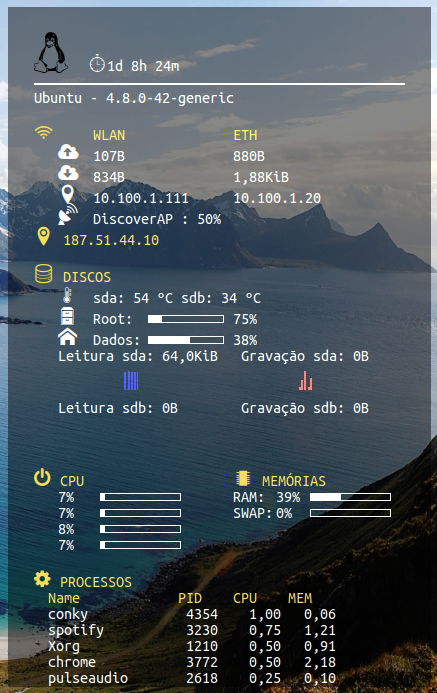 1d 8h 24m
Ubuntu - 4.8.0-42-generic
WLAN ETH
107B 880B
834B 1,88KiB
10.100.1.111 10.100.1.20
DiscoverAP : 50%
187.51.44.10
DISCOS
sda: 54 ºC sdb: 34 ºC
Root: 75%
Dados: 38%
Leitura sda: 64,0KiB Gravação sda: 0B
Leitura sdb: 0B Gravação sdb: 0B
CPU MEMÓRIAS
7% RAM: 39%
7% SWAP: 0%
8%
7%
PROCESSOS
Name PID CPU MEM
conky 4354 1,00 0,06
spotify 3230 0,75 1,21
Xorg 1210 0,50 0,91
chrome 3772 0,50 2,18
pulseaudio 2618 0,25 0,10